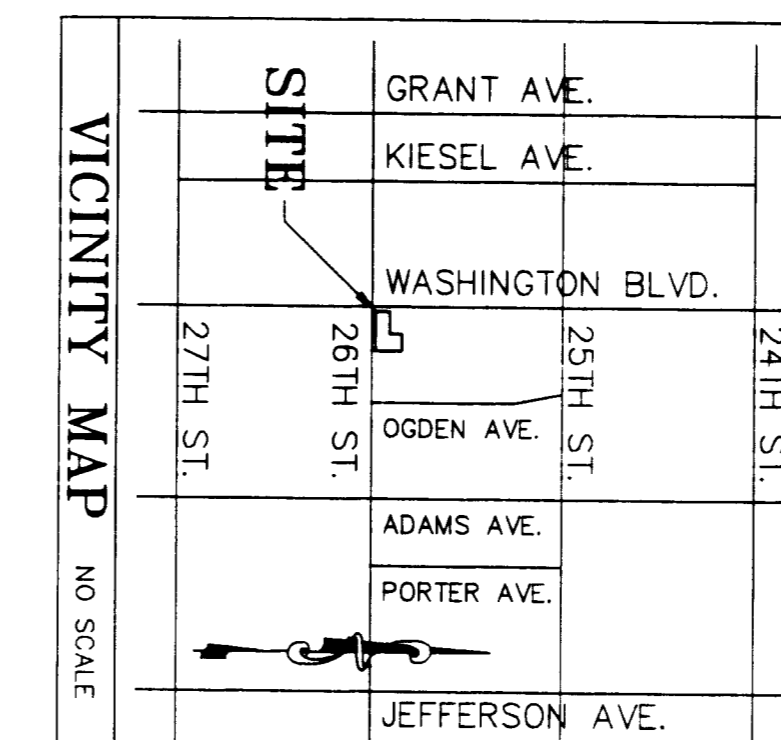 GRANT AVE.
KIESEL AVE.
SITE
WASHINGTON BLVD.
27TH ST.
26TH ST.
25TH ST.
24TH ST.
OGDEN AVE.
ADAMS AVE.
PORTER AVE.
JEFFERSON AVE.
VICINITY MAP
NO SCALE